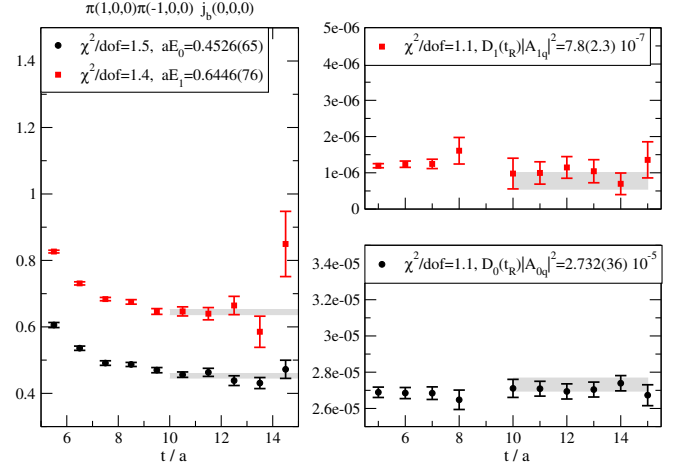 π(1,0,0)π(-1,0,0) j_b(0,0,0)
χ²/dof=1.5, aE₀=0.4526(65)
χ²/dof=1.4, aE₁=0.6446(76)
1.4
1.2
1
0.8
0.6
0.4
6 8 10 12 14
t / a
χ²/dof=1.1, D₁(t_R)|A₁q|²=7.8(2.3) 10⁻⁷
5e-06
4e-06
3e-06
2e-06
1e-06
0
χ²/dof=1.1, D₀(t_R)|A₀q|²=2.732(36) 10⁻⁵
3.4e-05
3.2e-05
3e-05
2.8e-05
2.6e-05
6 8 10 12 14
t / a